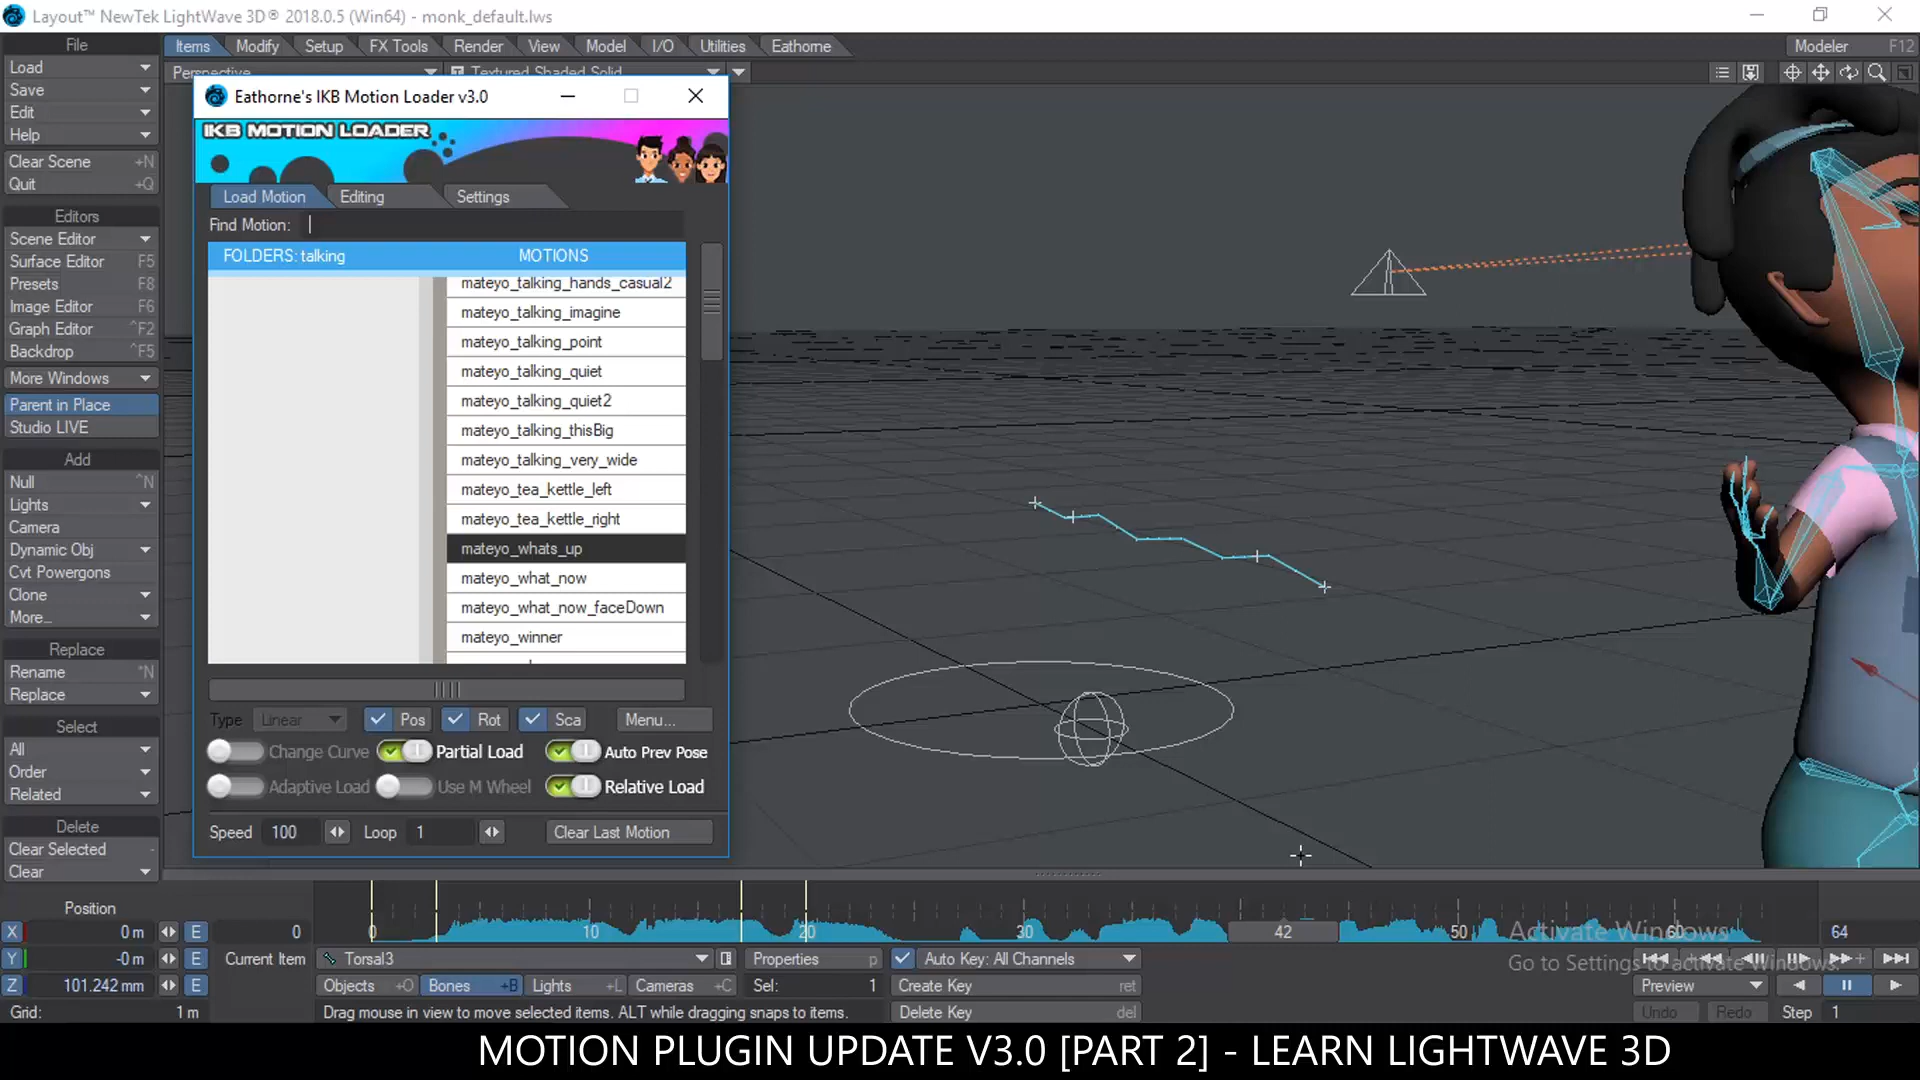 Layout™ NewTek LightWave 3D® 2018.0.5 (Win64) - monk_default.lws
File
Items Modify Setup FX Tools Render View Model I/O Utilities Eathorne Modeler F12
Load
Perspective Textured Shaded Solid
Save
Edit
Help
Clear Scene +N
Quit +Q
Editors
Scene Editor
Surface Editor F5
Presets F8
Image Editor F6
Graph Editor ^F2
Backdrop ^F5
More Windows
Parent in Place
Studio LIVE
Add
Null ^N
Lights
Camera
Dynamic Obj
Cvt Powergons
Clone
More...
Replace
Rename *N
Replace
Select
All
Order
Related
Delete
Clear Selected -
Clear
Eathorne's IKB Motion Loader v3.0
IKB MOTION LOADER
Load Motion Editing Settings
Find Motion:
FOLDERS: talking MOTIONS
mateyo_talking_hands_casual2
mateyo_talking_imagine
mateyo_talking_point
mateyo_talking_quiet
mateyo_talking_quiet2
mateyo_talking_thisBig
mateyo_talking_very_wide
mateyo_tea_kettle_left
mateyo_tea_kettle_right
mateyo_whats_up
mateyo_what_now
mateyo_what_now_faceDown
mateyo_winner
Type Linear Pos Rot Sca Menu...
Change Curve Partial Load Auto Prev Pose
Adaptive Load Use M Wheel Relative Load
Speed 100 Loop 1 Clear Last Motion
Position
X 0 m E 0 0 10 20 30 42 50 60 64
Y -0 m E Current Item Torsal3 Properties p Auto Key: All Channels
Z 101.242 mm E Objects +O Bones +B Lights +L Cameras +C Sel: 1 Create Key ret Preview
Grid: 1 m Drag mouse in view to move selected items. ALT while dragging snaps to items. Delete Key del Undo Redo Step 1
Activate Windows
Go to Settings to activate Windows.
MOTION PLUGIN UPDATE V3.0 [PART 2] - LEARN LIGHTWAVE 3D